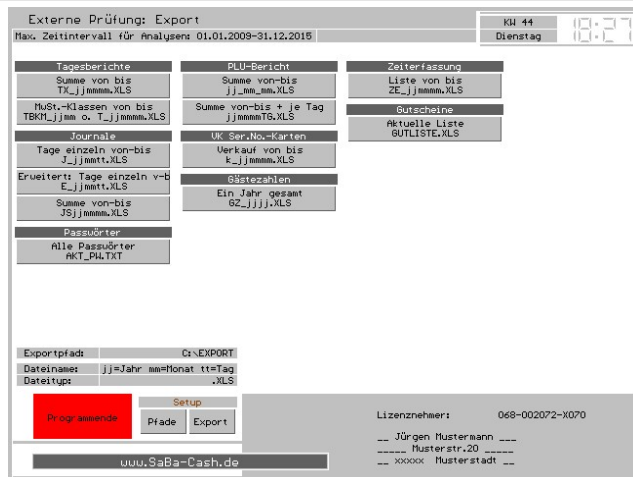 Externe Prüfung: Export
KW 44
18:27
Max. Zeitintervall für Analysen: 01.01.2009-31.12.2015
Dienstag
Tagesberichte
Summe von bis
TX_jjmmmm.XLS
MwSt.-Klassen von bis
TBKM_jjmm o. T_jjmmmm.XLS
Journale
Tage einzeln von-bis
J_jjmmtt.XLS
Erweitert: Tage einzeln v-b
E_jjmmtt.XLS
Summe von-bis
JSjjmmmm.XLS
Passwörter
Alle Passwörter
AKT_PW.TXT
PLU-Bericht
Summe von-bis
jj_mm_mm.XLS
Summe von-bis + je Tag
jjmmmmTG.XLS
VK Ser.No.-Karten
Verkauf von bis
k_jjmmmm.XLS
Gästezahlen
Ein Jahr gesamt
GZ_jjjj.XLS
Zeiterfassung
Liste von bis
ZE_jjmmmm.XLS
Gutscheine
Aktuelle Liste
GUTLISTE.XLS
Exportpfad: C:\EXPORT
Dateiname: jj=Jahr mm=Monat tt=Tag
Dateityp: .XLS
Programmende
Setup
Pfade Export
www.SaBa-Cash.de
Lizenznehmer: 068-002072-X070
__ Jürgen Mustermann ___
_____ Musterstr.20 _____
__ xxxxx Musterstadt __